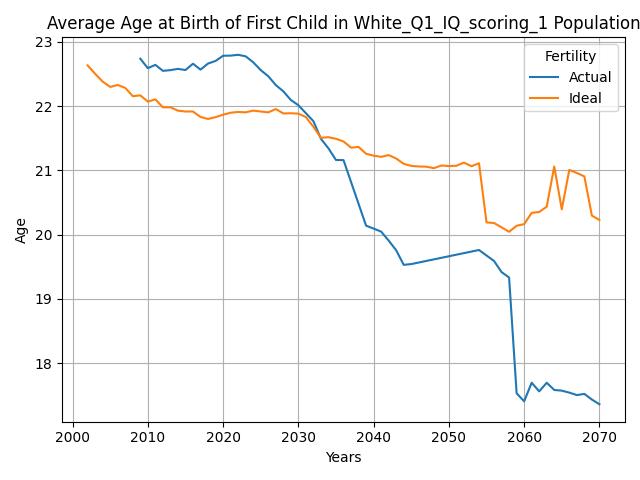 Average Age at Birth of First Child in White_Q1_IQ_scoring_1 Population
23
22
21
20
19
18
Age
Fertility
Actual
Ideal
2000 2010 2020 2030 2040 2050 2060 2070
Years